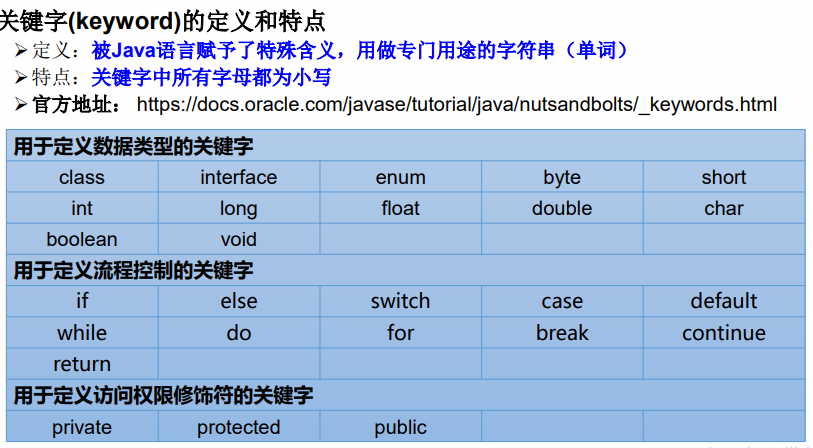 关键字(keyword)的定义和特点
➢定义：被Java语言赋予了特殊含义，用做专门用途的字符串（单词）
➢特点：关键字中所有字母都为小写
➢官方地址： https://docs.oracle.com/javase/tutorial/java/nutsandbolts/_keywords.html
用于定义数据类型的关键字
class interface enum byte short
int long float double char
boolean void
用于定义流程控制的关键字
if else switch case default
while do for break continue
return
用于定义访问权限修饰符的关键字
private protected public